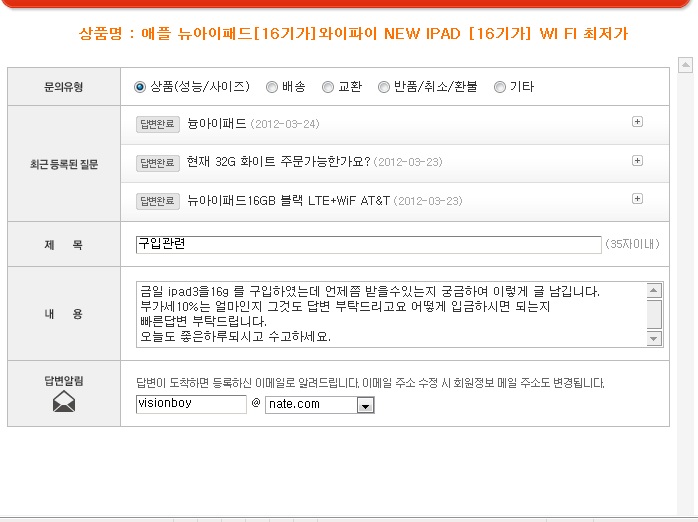 상품명 : 애플 뉴아이패드[16기가]와이파이 NEW IPAD [16기가] WI FI 최저가
문의유형 상품(성능/사이즈) 배송 교환 반품/취소/환불 기타
최근 등록된 질문
답변완료 늉아이패드 (2012-03-24)
답변완료 현재 32G 화이트 주문가능한가요? (2012-03-23)
답변완료 뉴아이패드16GB 블랙 LTE+WiF AT&T (2012-03-23)
제 목 구입관련 (35자이내)
내 용
금일 ipad3을16g 를 구입하였는데 언제쯤 받을수있는지 궁금하여 이렇게 글 남깁니다.
부가세10%는 얼마인지 그것도 답변 부탁드리고요 어떻게 입금하시면 되는지
빠른답변 부탁드립니다.
오늘도 좋은하루되시고 수고하세요.
답변알림
답변이 도착하면 등록하신 이메일로 알려드립니다. 이메일 주소 수정 시 회원정보 메일 주소도 변경됩니다.
visionboy @ nate.com